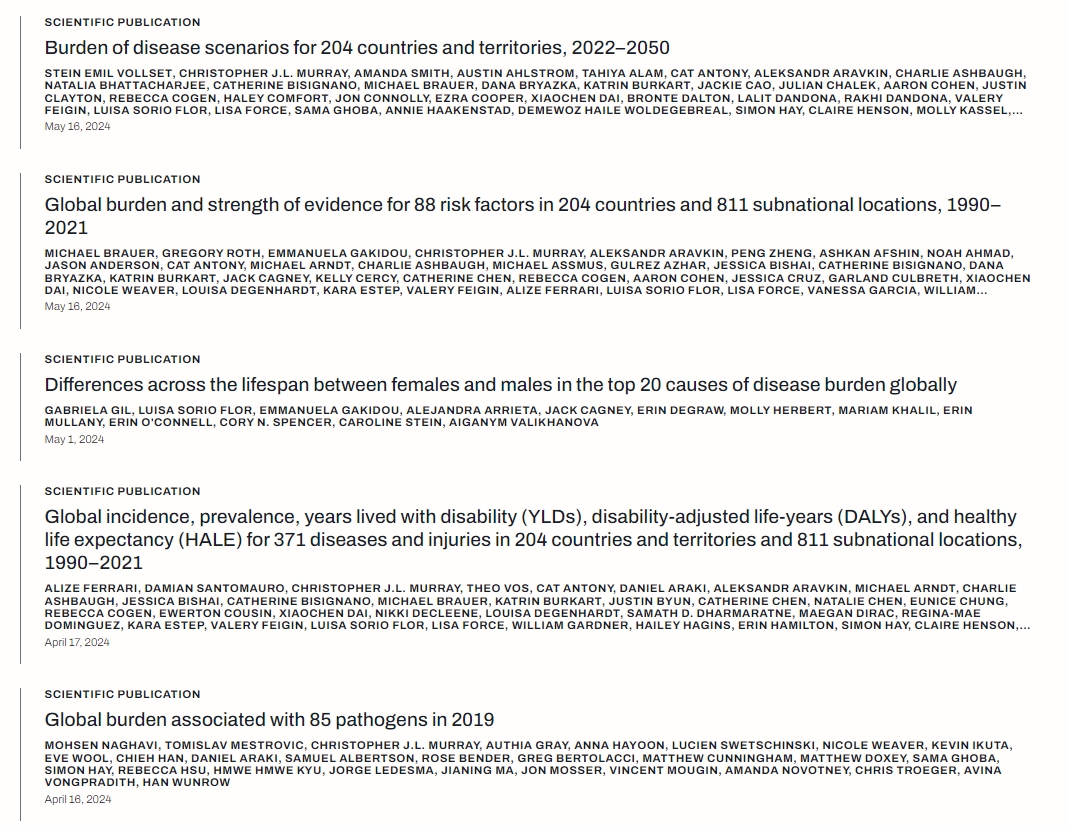 SCIENTIFIC PUBLICATION
Burden of disease scenarios for 204 countries and territories, 2022–2050
STEIN EMIL VOLLSET, CHRISTOPHER J.L. MURRAY, AMANDA SMITH, AUSTIN AHLSTROM, TAHIYA ALAM, CAT ANTONY, ALEKSANDR ARAVKIN, CHARLIE ASHBAUGH,
NATALIA BHATTACHARJEE, CATHERINE BISIGNANO, MICHAEL BRAUER, DANA BRYAZKA, KATRIN BURKART, JACKIE CAO, JULIAN CHALEK, AARON COHEN, JUSTIN
CLAYTON, REBECCA COGEN, HALEY COMFORT, JON CONNOLLY, EZRA COOPER, XIAOCHEN DAI, BRONTE DALTON, LALIT DANDONA, RAKHI DANDONA, VALERY
FEIGIN, LUISA SORIO FLOR, LISA FORCE, SAMA GHOBA, ANNIE HAAKENSTAD, DEMEWOZ HAILE WOLDEGEBREAL, SIMON HAY, CLAIRE HENSON, MOLLY KASSEL,...
May 16, 2024
SCIENTIFIC PUBLICATION
Global burden and strength of evidence for 88 risk factors in 204 countries and 811 subnational locations, 1990–
2021
MICHAEL BRAUER, GREGORY ROTH, EMMANUELA GAKIDOU, CHRISTOPHER J.L. MURRAY, ALEKSANDR ARAVKIN, PENG ZHENG, ASHKAN AFSHIN, NOAH AHMAD,
JASON ANDERSON, CAT ANTONY, MICHAEL ARNDT, CHARLIE ASHBAUGH, MICHAEL ASSMUS, GULREZ AZHAR, JESSICA BISHAI, CATHERINE BISIGNANO, DANA
BRYAZKA, KATRIN BURKART, JACK CAGNEY, KELLY CERCY, CATHERINE CHEN, REBECCA COGEN, AARON COHEN, JESSICA CRUZ, GARLAND CULBRETH, XIAOCHEN
DAI, NICOLE WEAVER, LOUISA DEGENHARDT, KARA ESTEP, VALERY FEIGIN, ALIZE FERRARI, LUISA SORIO FLOR, LISA FORCE, VANESSA GARCIA, WILLIAM...
May 16, 2024
SCIENTIFIC PUBLICATION
Differences across the lifespan between females and males in the top 20 causes of disease burden globally
GABRIELA GIL, LUISA SORIO FLOR, EMMANUELA GAKIDOU, ALEJANDRA ARRIETA, JACK CAGNEY, ERIN DEGRAW, MOLLY HERBERT, MARIAM KHALIL, ERIN
MULLANY, ERIN O'CONNELL, CORY N. SPENCER, CAROLINE STEIN, AIGANYM VALIKHANOVA
May 1, 2024
SCIENTIFIC PUBLICATION
Global incidence, prevalence, years lived with disability (YLDs), disability-adjusted life-years (DALYs), and healthy
life expectancy (HALE) for 371 diseases and injuries in 204 countries and territories and 811 subnational locations,
1990–2021
ALIZE FERRARI, DAMIAN SANTOMAURO, CHRISTOPHER J.L. MURRAY, THEO VOS, CAT ANTONY, DANIEL ARAKI, ALEKSANDR ARAVKIN, MICHAEL ARNDT, CHARLIE
ASHBAUGH, JESSICA BISHAI, CATHERINE BISIGNANO, MICHAEL BRAUER, KATRIN BURKART, JUSTIN BYUN, CATHERINE CHEN, NATALIE CHEN, EUNICE CHUNG,
REBECCA COGEN, EWERTON COUSIN, XIAOCHEN DAI, NIKKI DECLEENE, LOUISA DEGENHARDT, SAMATH D. DHARMARATNE, MAEGAN DIRAC, REGINA-MAE
DOMINGUEZ, KARA ESTEP, VALERY FEIGIN, LUISA SORIO FLOR, LISA FORCE, WILLIAM GARDNER, HAILEY HAGINS, ERIN HAMILTON, SIMON HAY, CLAIRE HENSON,...
April 17, 2024
SCIENTIFIC PUBLICATION
Global burden associated with 85 pathogens in 2019
MOHSEN NAGHAVI, TOMISLAV MESTROVIC, CHRISTOPHER J.L. MURRAY, AUTHIA GRAY, ANNA HAYOON, LUCIEN SWETSCHINSKI, NICOLE WEAVER, KEVIN IKUTA,
EVE WOOL, CHIEH HAN, DANIEL ARAKI, SAMUEL ALBERTSON, ROSE BENDER, GREG BERTOLACCI, MATTHEW CUNNINGHAM, MATTHEW DOXEY, SAMA GHOBA,
SIMON HAY, REBECCA HSU, HMWE HMWE KYU, JORGE LEDESMA, JIANING MA, JON MOSSER, VINCENT MOUGIN, AMANDA NOVOTNEY, CHRIS TROEGER, AVINA
VONGPRADITH, HAN WUNROW
April 16, 2024